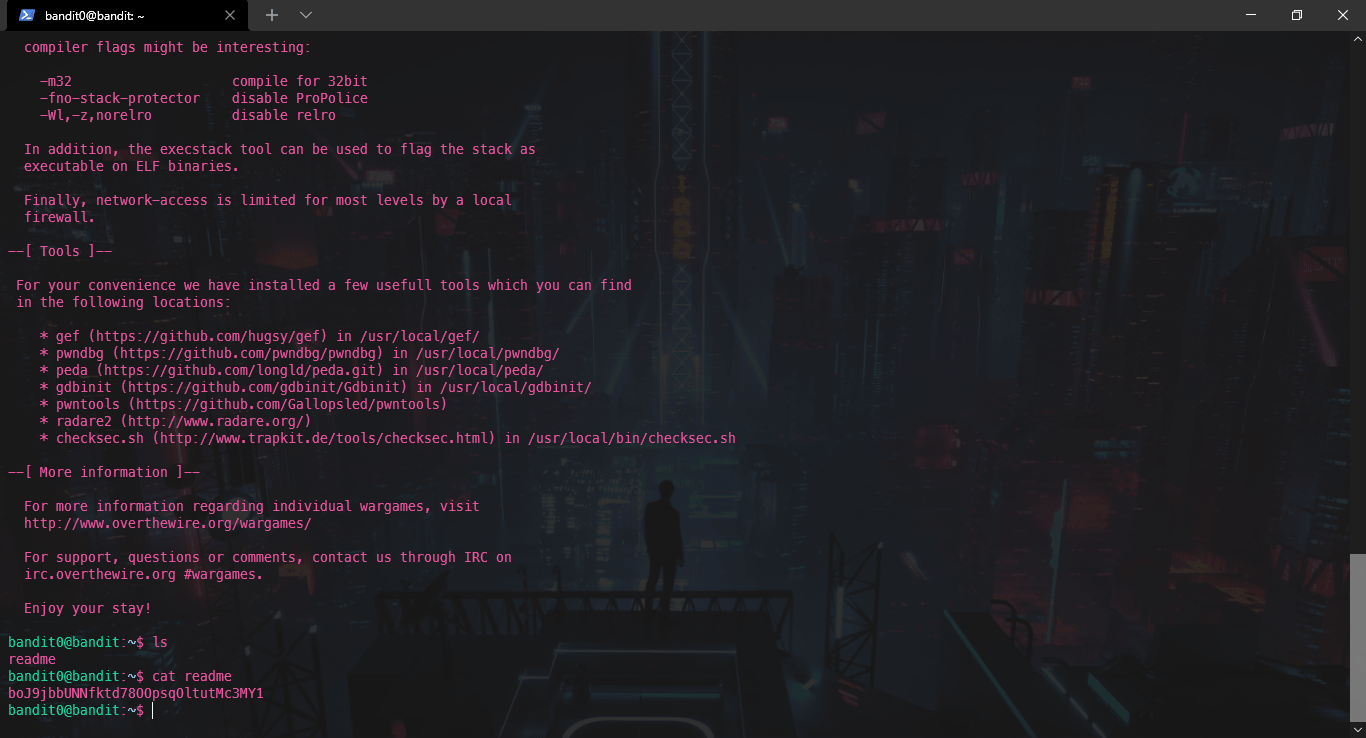 bandit0@bandit: ~
compiler flags might be interesting:
-m32 compile for 32bit
-fno-stack-protector disable ProPolice
-Wl,-z,norelro disable relro
In addition, the execstack tool can be used to flag the stack as
executable on ELF binaries.
Finally, network-access is limited for most levels by a local
firewall.
--[ Tools ]--
For your convenience we have installed a few usefull tools which you can find
in the following locations:
* gef (https://github.com/hugsy/gef) in /usr/local/gef/
* pwndbg (https://github.com/pwndbg/pwndbg) in /usr/local/pwndbg/
* peda (https://github.com/longld/peda.git) in /usr/local/peda/
* gdbinit (https://github.com/gdbinit/Gdbinit) in /usr/local/gdbinit/
* pwntools (https://github.com/Gallopsled/pwntools)
* radare2 (http://www.radare.org/)
* checksec.sh (http://www.trapkit.de/tools/checksec.html) in /usr/local/bin/checksec.sh
--[ More information ]--
For more information regarding individual wargames, visit
http://www.overthewire.org/wargames/
For support, questions or comments, contact us through IRC on
irc.overthewire.org #wargames.
Enjoy your stay!
bandit0@bandit:~$ ls
readme
bandit0@bandit:~$ cat readme
boJ9jbbUNNfktd78OOpsqOltutMc3MY1
bandit0@bandit:~$